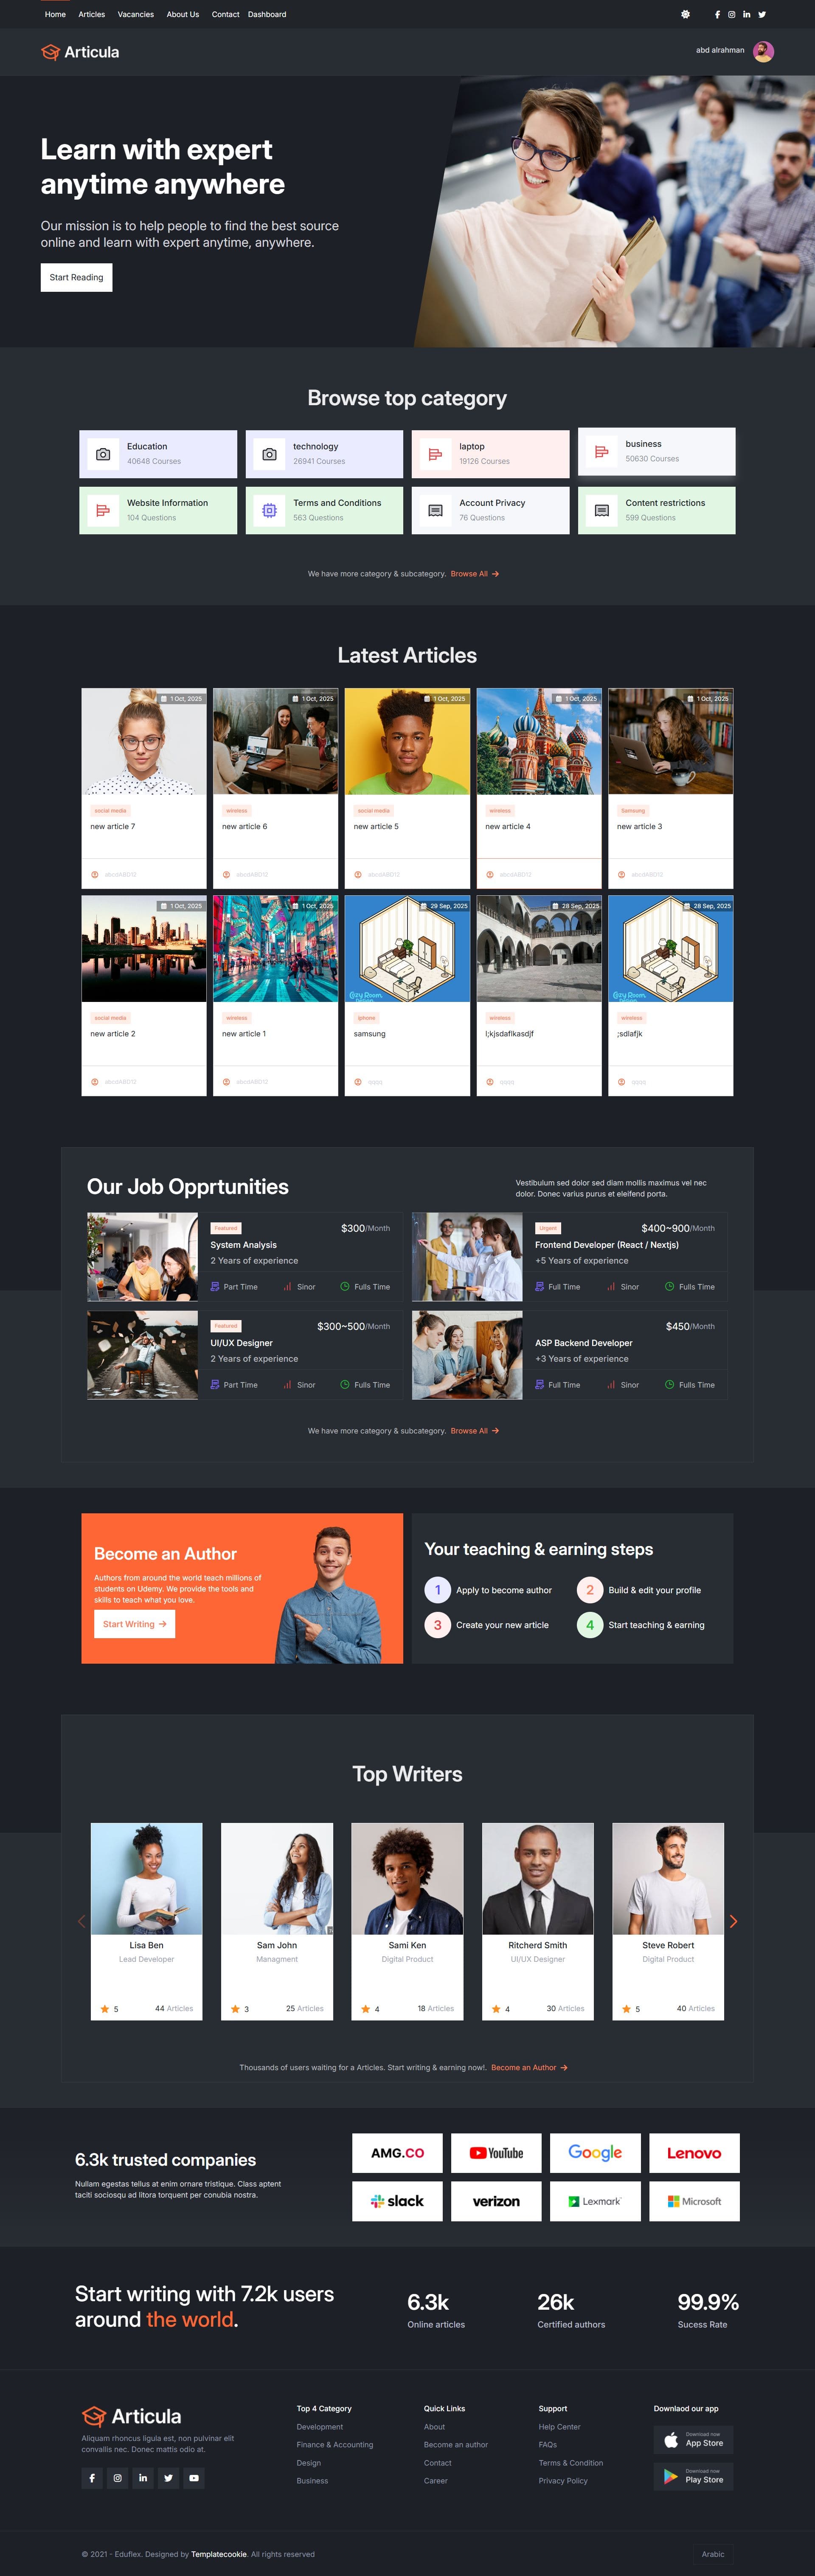 Home Articles Vacancies About Us Contact Dashboard
Articula
abd alrahman
Learn with expert
anytime anywhere
Our mission is to help people to find the best source
online and learn with expert anytime, anywhere.
Start Reading
Browse top category
Education
40648 Courses
technology
26941 Courses
laptop
19126 Courses
business
50630 Courses
Website Information
104 Questions
Terms and Conditions
563 Questions
Account Privacy
76 Questions
Content restrictions
599 Questions
We have more category & subcategory. Browse All
Latest Articles
1 Oct, 2025
social media
new article 7
abcdABD12
1 Oct, 2025
wireless
new article 6
abcdABD12
1 Oct, 2025
social media
new article 5
abcdABD12
1 Oct, 2025
wireless
new article 4
abcdABD12
1 Oct, 2025
Samsung
new article 3
abcdABD12
1 Oct, 2025
social media
new article 2
abcdABD12
1 Oct, 2025
wireless
new article 1
abcdABD12
29 Sep, 2025
Cozy Room,
iphone
samsung
28 Sep, 2025
wireless
l;kjsdaflkasdjf
28 Sep, 2025
Cozy Room,
wireless
;sdlafjk
Our Job Opprtunities
Vestibulum sed dolor sed diam mollis maximus vel nec
dolor. Donec varius purus et eleifend porta.
Featured
$300/Month
System Analysis
2 Years of experience
Part Time Sinor Fulls Time
Urgent
$400~900/Month
Frontend Developer (React / Nextjs)
+5 Years of experience
Full Time Sinor Fulls Time
Featured
$300~500/Month
UI/UX Designer
2 Years of experience
Part Time Sinor Fulls Time
$450/Month
ASP Backend Developer
+3 Years of experience
Full Time Sinor Fulls Time
We have more category & subcategory. Browse All
Become an Author
Authors from around the world teach millions of
students on Udemy. We provide the tools and
skills to teach what you love.
Start Writing
Your teaching & earning steps
1 Apply to become author
2 Build & edit your profile
3 Create your new article
4 Start teaching & earning
Top Writers
Lisa Ben
Lead Developer
5 44 Articles
Sam John
Managment
3 25 Articles
Sami Ken
Digital Product
4 18 Articles
Ritcherd Smith
UI/UX Designer
4 30 Articles
Steve Robert
Digital Product
5 40 Articles
Thousands of users waiting for a Articles. Start writing & earning now!. Become an Author
6.3k trusted companies
Nullam egestas tellus at enim ornare tristique. Class aptent
taciti sociosqu ad litora torquent per conubia nostra.
AMG.CO
YouTube
Google
Lenovo
slack
verizon
Lexmark
Microsoft
Start writing with 7.2k users
around the world.
6.3k
Online articles
26k
Certified authors
99.9%
Sucess Rate
Articula
Aliquam rhoncus ligula est, non pulvinar elit
convallis nec. Donec mattis odio at.
Top 4 Category
Development
Finance & Accounting
Design
Business
Quick Links
About
Become an author
Contact
Career
Support
Help Center
FAQs
Terms & Condition
Privacy Policy
Downlaod our app
Download now
App Store
Download now
Play Store
© 2021 - Eduflex. Designed by Templatecookie. All rights reserved
Arabic